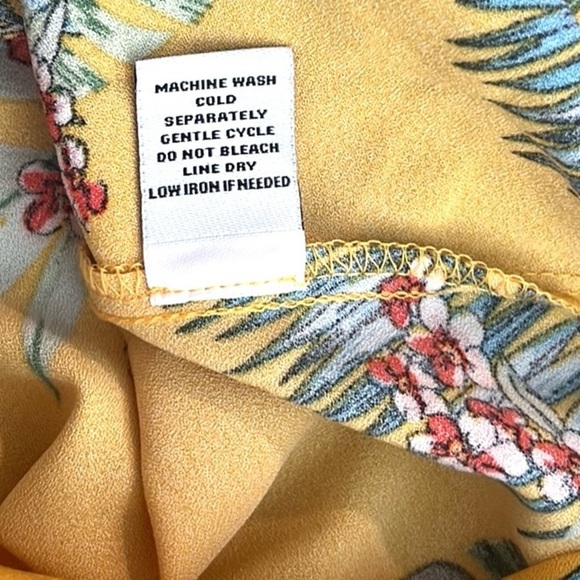 MACHINE WASH
COLD
SEPARATELY
GENTLE CYCLE
DO NOT BLEACH
LINE DRY
LOW IRON IF NEEDED